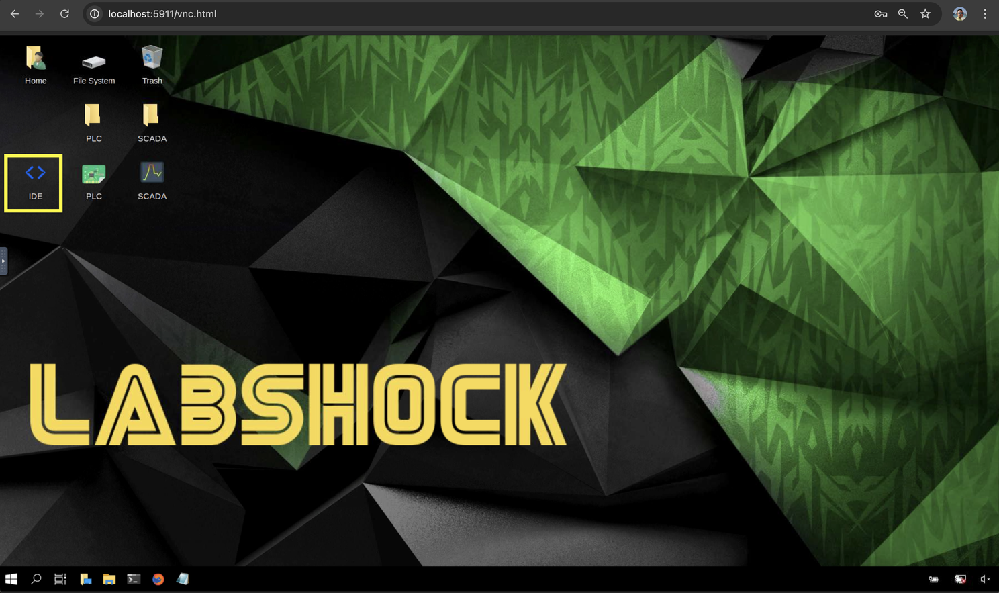 localhost:5911/vnc.html
Home
File System
Trash
PLC
SCADA
IDE
PLC
SCADA
LABSHOCK